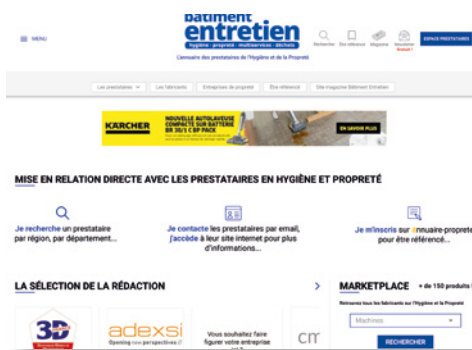 MENU
bâtiment
entretien
hygiène • propreté • multiservices • déchets
L'annuaire des prestataires de l'Hygiène et de la Propreté
Rechercher
Être référencé
Magazine
Newsletter
Gratuit !
ESPACE PRESTATAIRES
Les prestataires
Les fabricants
Entreprises de propreté
Être référencé
Site magazine Bâtiment Entretien
KÄRCHER
NOUVELLE AUTOLAVEUSE
COMPACTE SUR BATTERIE
BR 30/1 C BP PACK
EN SAVOIR PLUS
MISE EN RELATION DIRECTE AVEC LES PRESTATAIRES EN HYGIÈNE ET PROPRETÉ
Je recherche un prestataire
par région, par département...
Je contacte les prestataires par email,
j'accède à leur site internet pour plus
d'informations...
Je m'inscris sur annuaire-proprete
pour être référencé...
LA SÉLECTION DE LA RÉDACTION
MARKETPLACE + de 150 produits !
Retrouvez tous les fabricants sur l'Hygiène et la Propreté
Machines
RECHERCHER
3D
adexsi
Opening new perspectives //
Vous souhaitez faire
figurer votre entreprise